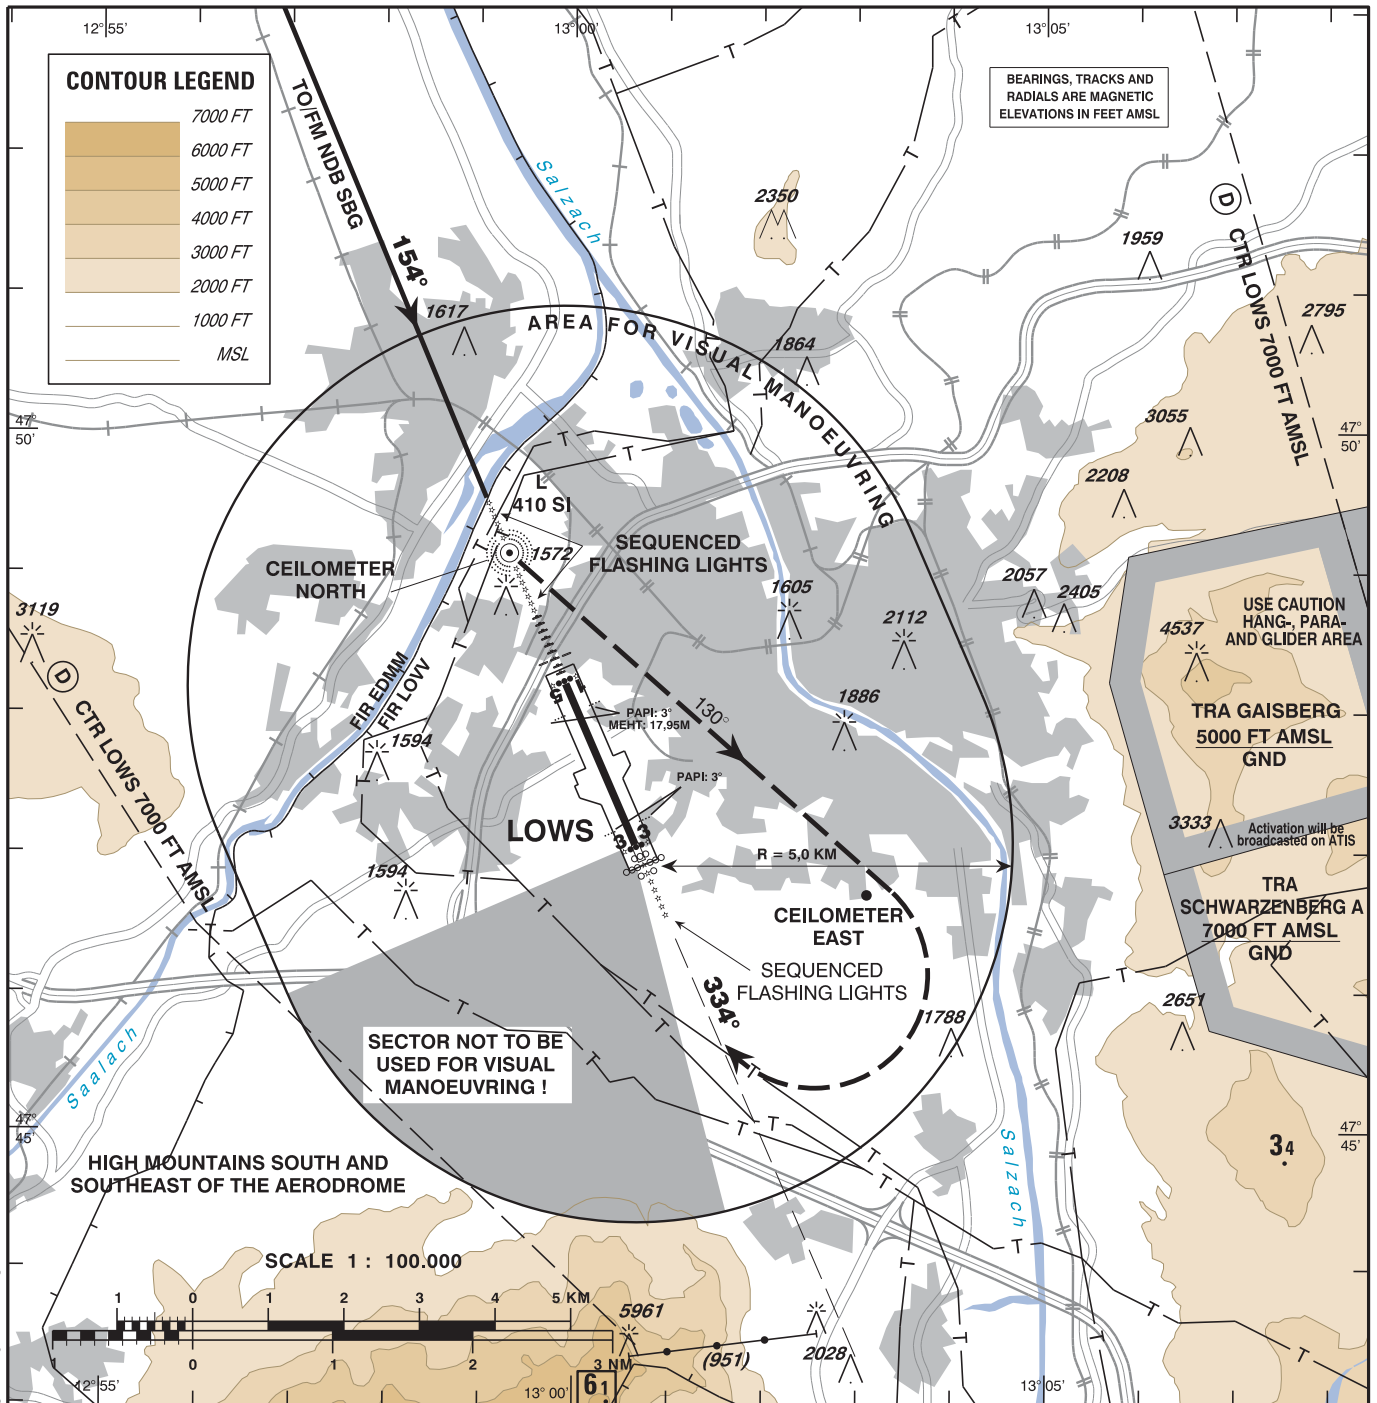 12° 55'
13° 00'
13° 05'
CONTOUR LEGEND
7000 FT
6000 FT
5000 FT
4000 FT
3000 FT
2000 FT
1000 FT
MSL
BEARINGS, TRACKS AND
RADIALS ARE MAGNETIC
ELEVATIONS IN FEET AMSL
TO/FM NDB SBG
154°
Salzach
T
T
T
T
T
2350
1959
D
CTR LOWS 7000 FT AMSL
2795
1617
AREA FOR VISUAL MANOEUVRING
1864
3055
2208
47°
50'
47°
50'
T
T
L
410 SI
1572
SEQUENCED
FLASHING LIGHTS
CEILOMETER
NORTH
1605
2112
2057
2405
3119
USE CAUTION
HANG-, PARA-
AND GLIDER AREA
4537
D
CTR LOWS 7000 FT AMSL
FIR EDMM
FIR LOVV
15
PAPI: 3°
MEHT: 17,95M
130°
1886
TRA GAISBERG
5000 FT AMSL
GND
1594
PAPI: 3°
LOWS
33
R = 5,0 KM
3333
Activation will be
broadcasted on ATIS
1594
CEILOMETER
EAST
TRA
SCHWARZENBERG A
7000 FT AMSL
GND
SEQUENCED
FLASHING LIGHTS
334°
1788
2651
SECTOR NOT TO BE
USED FOR VISUAL
MANOEUVRING !
Saalach
47°
45'
47°
45'
34
Salzach
HIGH MOUNTAINS SOUTH AND
SOUTHEAST OF THE AERODROME
SCALE 1 : 100.000
1 0 1 2 3 4 5 KM
1 0 1 2 3 NM
5961
(951)
2028
61
12° 55'
13° 00'
13° 05'